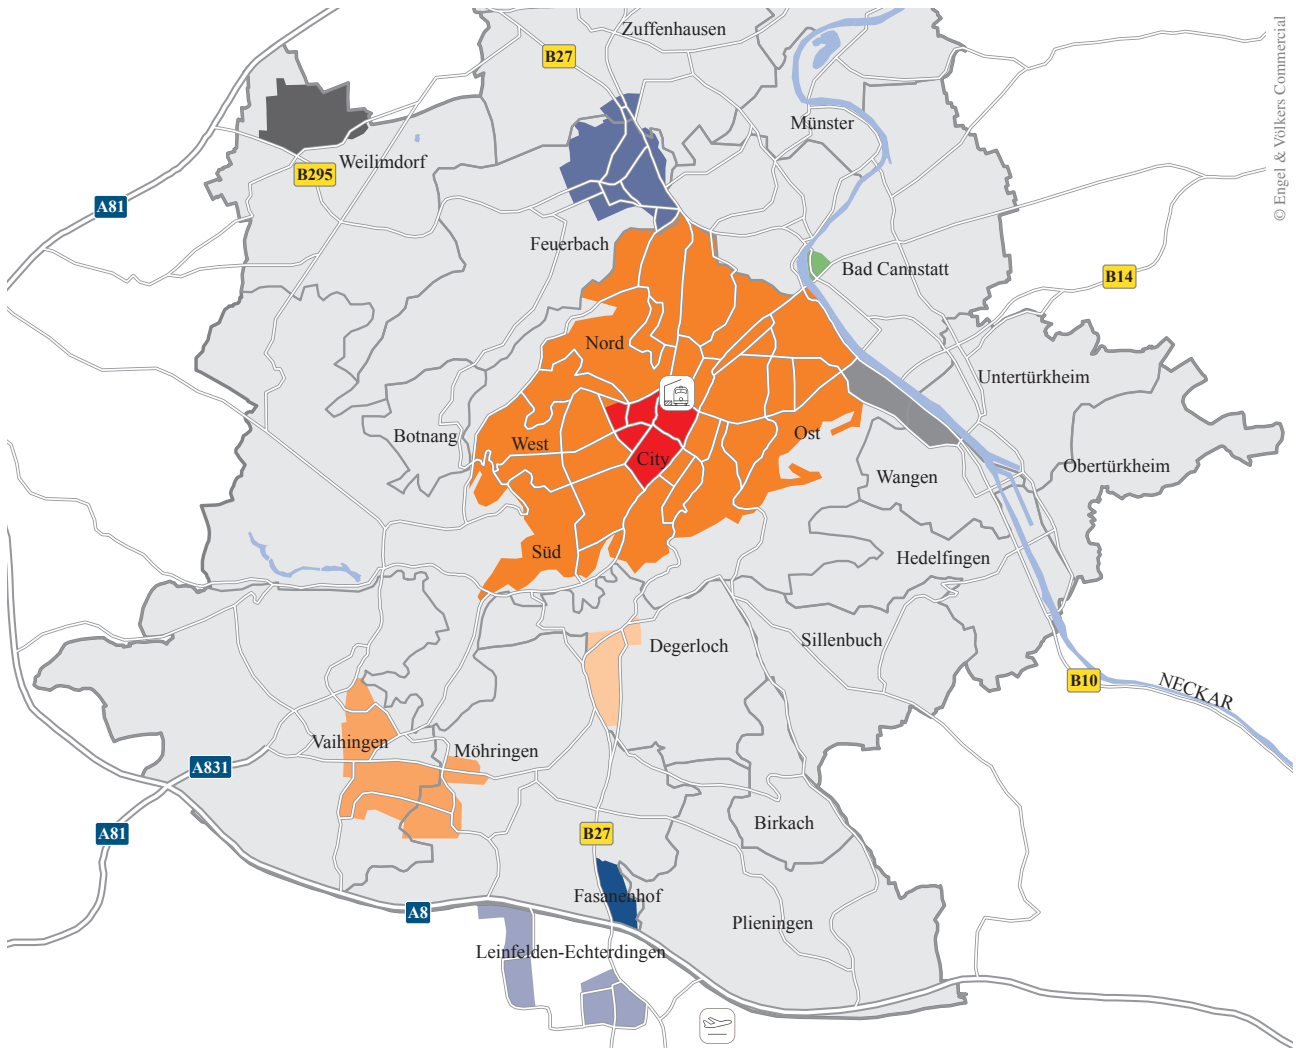 Zuffenhausen
© Engel & Völkers Commercial
B27
Münster
Weilimdorf
B295
A81
Feuerbach
Bad Cannstatt
B14
Nord
Untertürkheim
Botnang
West
Ost
City
Wangen
Obertürkheim
Süd
Hedelfingen
Degerloch
Sillenbuch
B10
NECKAR
Vaihingen
Möhringen
A831
A81
B27
Birkach
Fasanenhof
A8
Plieningen
Leinfelden-Echterdingen